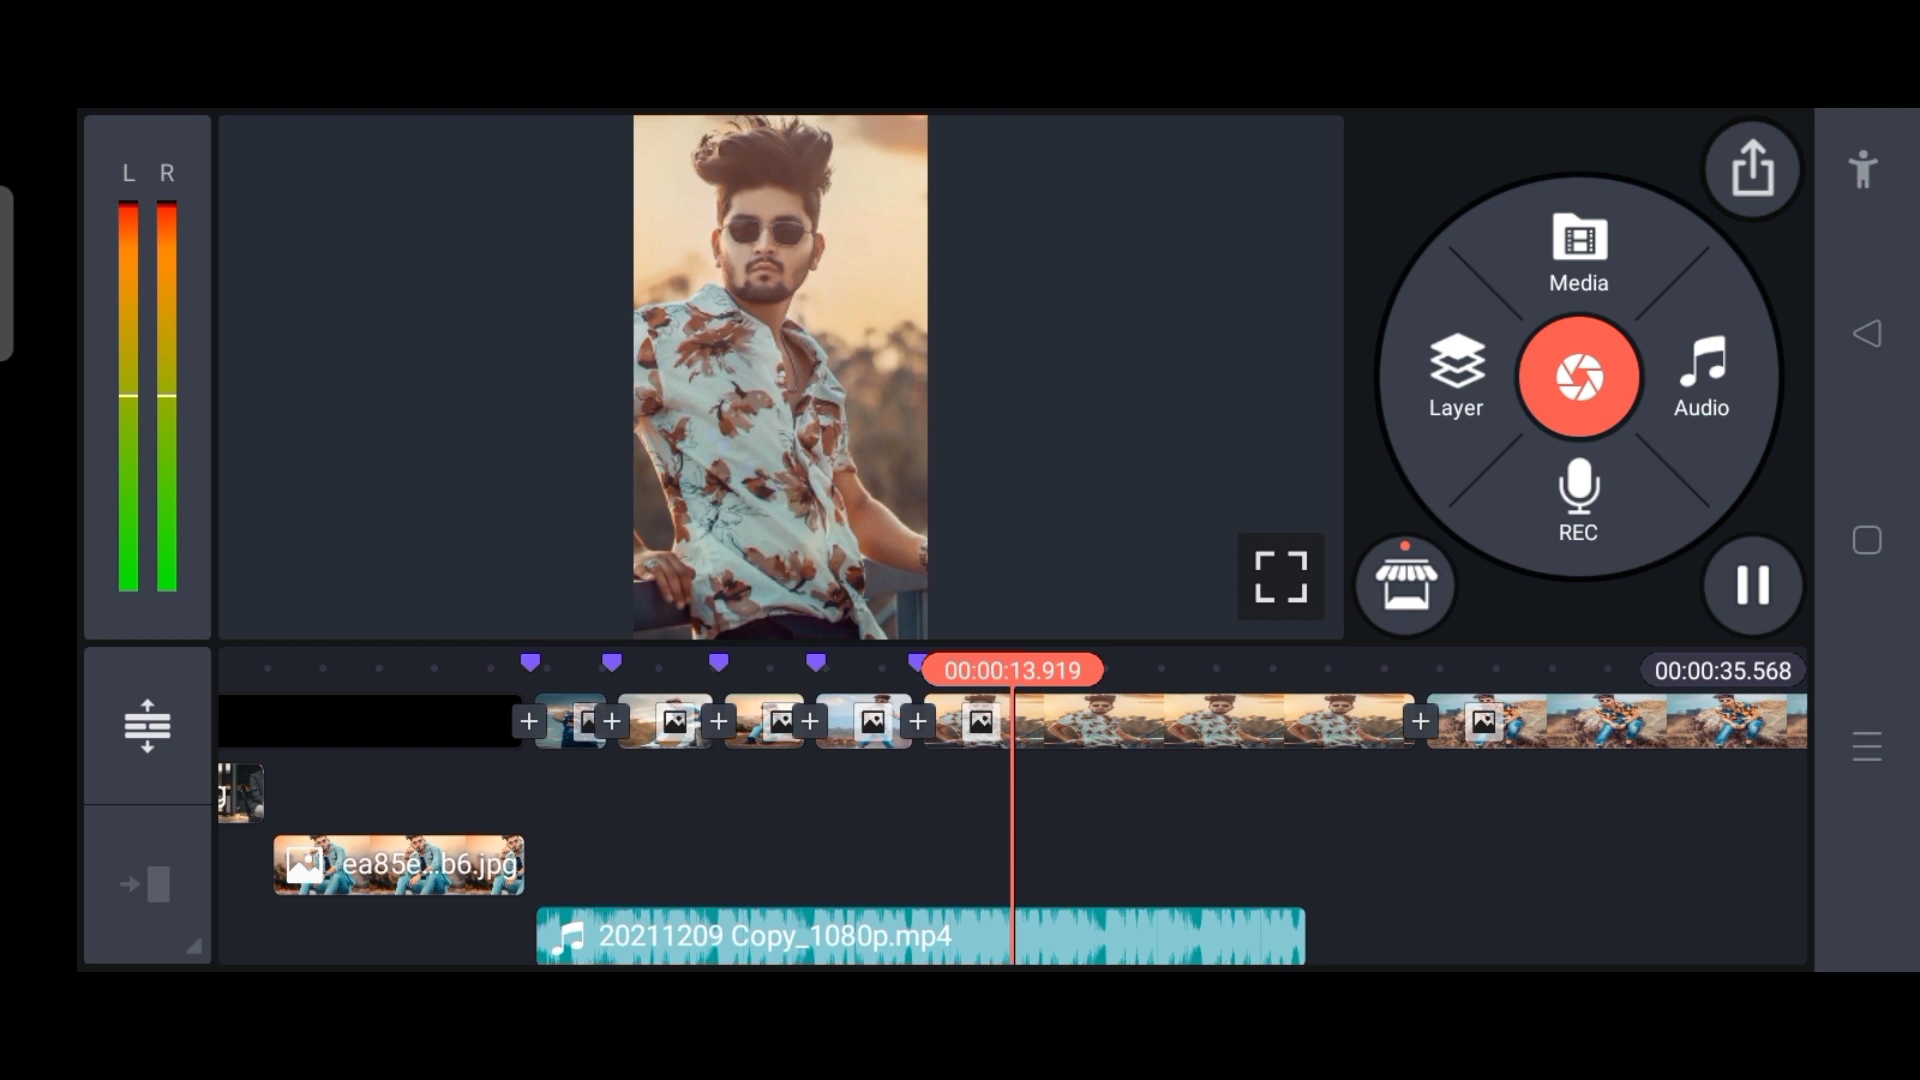 L R
Media
Layer
Audio
REC
00:00:13.919
00:00:35.568
g
ea85e...b6.jpg
20211209 Copy_1080p.mp4